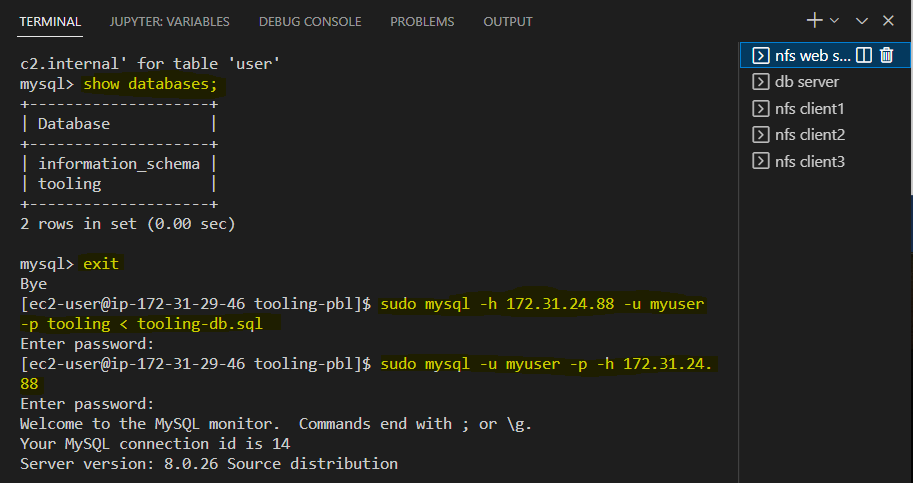 TERMINAL JUPYTER: VARIABLES DEBUG CONSOLE PROBLEMS OUTPUT
c2.internal' for table 'user'
mysql> show databases;
+--------------------+
| Database           |
+--------------------+
| information_schema |
| tooling            |
+--------------------+
2 rows in set (0.00 sec)
mysql> exit
Bye
[ec2-user@ip-172-31-29-46 tooling-pbl]$ sudo mysql -h 172.31.24.88 -u myuser
-p tooling < tooling-db.sql
Enter password:
[ec2-user@ip-172-31-29-46 tooling-pbl]$ sudo mysql -u myuser -p -h 172.31.24.
88
Enter password:
Welcome to the MySQL monitor.  Commands end with ; or \g.
Your MySQL connection id is 14
Server version: 8.0.26 Source distribution
nfs web s...
db server
nfs client1
nfs client2
nfs client3